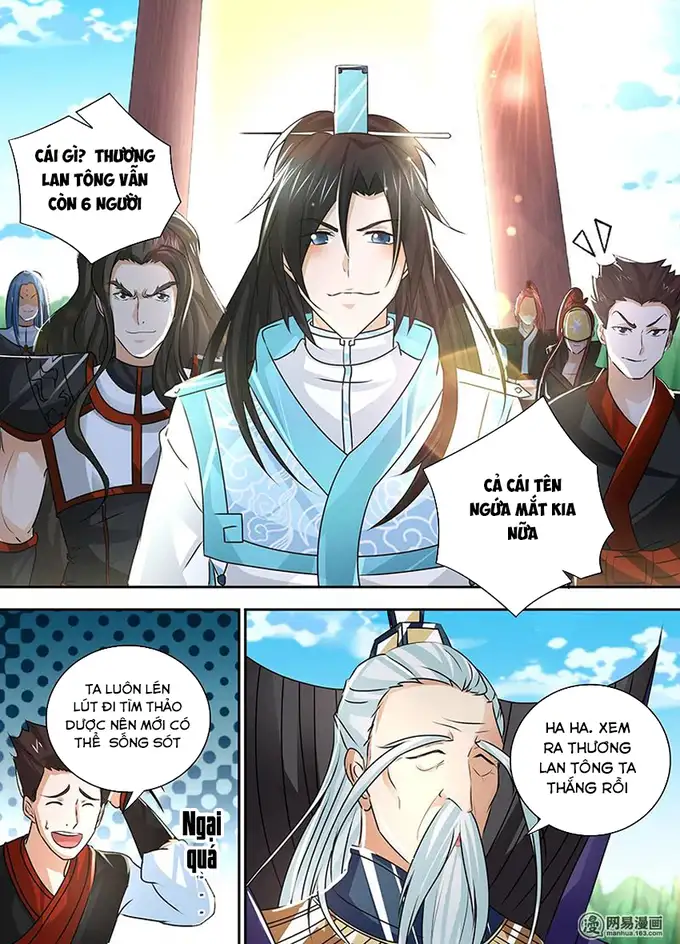 CÁI GÌ? THƯƠNG
LAN TÔNG VẪN
CÒN 6 NGƯỜI
CẢ CÁI TÊN
NGỨA MẮT KIA
NỮA
TA LUÔN LÉN
LÚT ĐI TÌM THẢO
DƯỢC NÊN MỚI CÓ
THỂ SỐNG SÓT
Ngại
quá
HA HA. XEM
RA THƯƠNG
LAN TÔNG TA
THẮNG RỒI
网易漫画
manhua.163.com